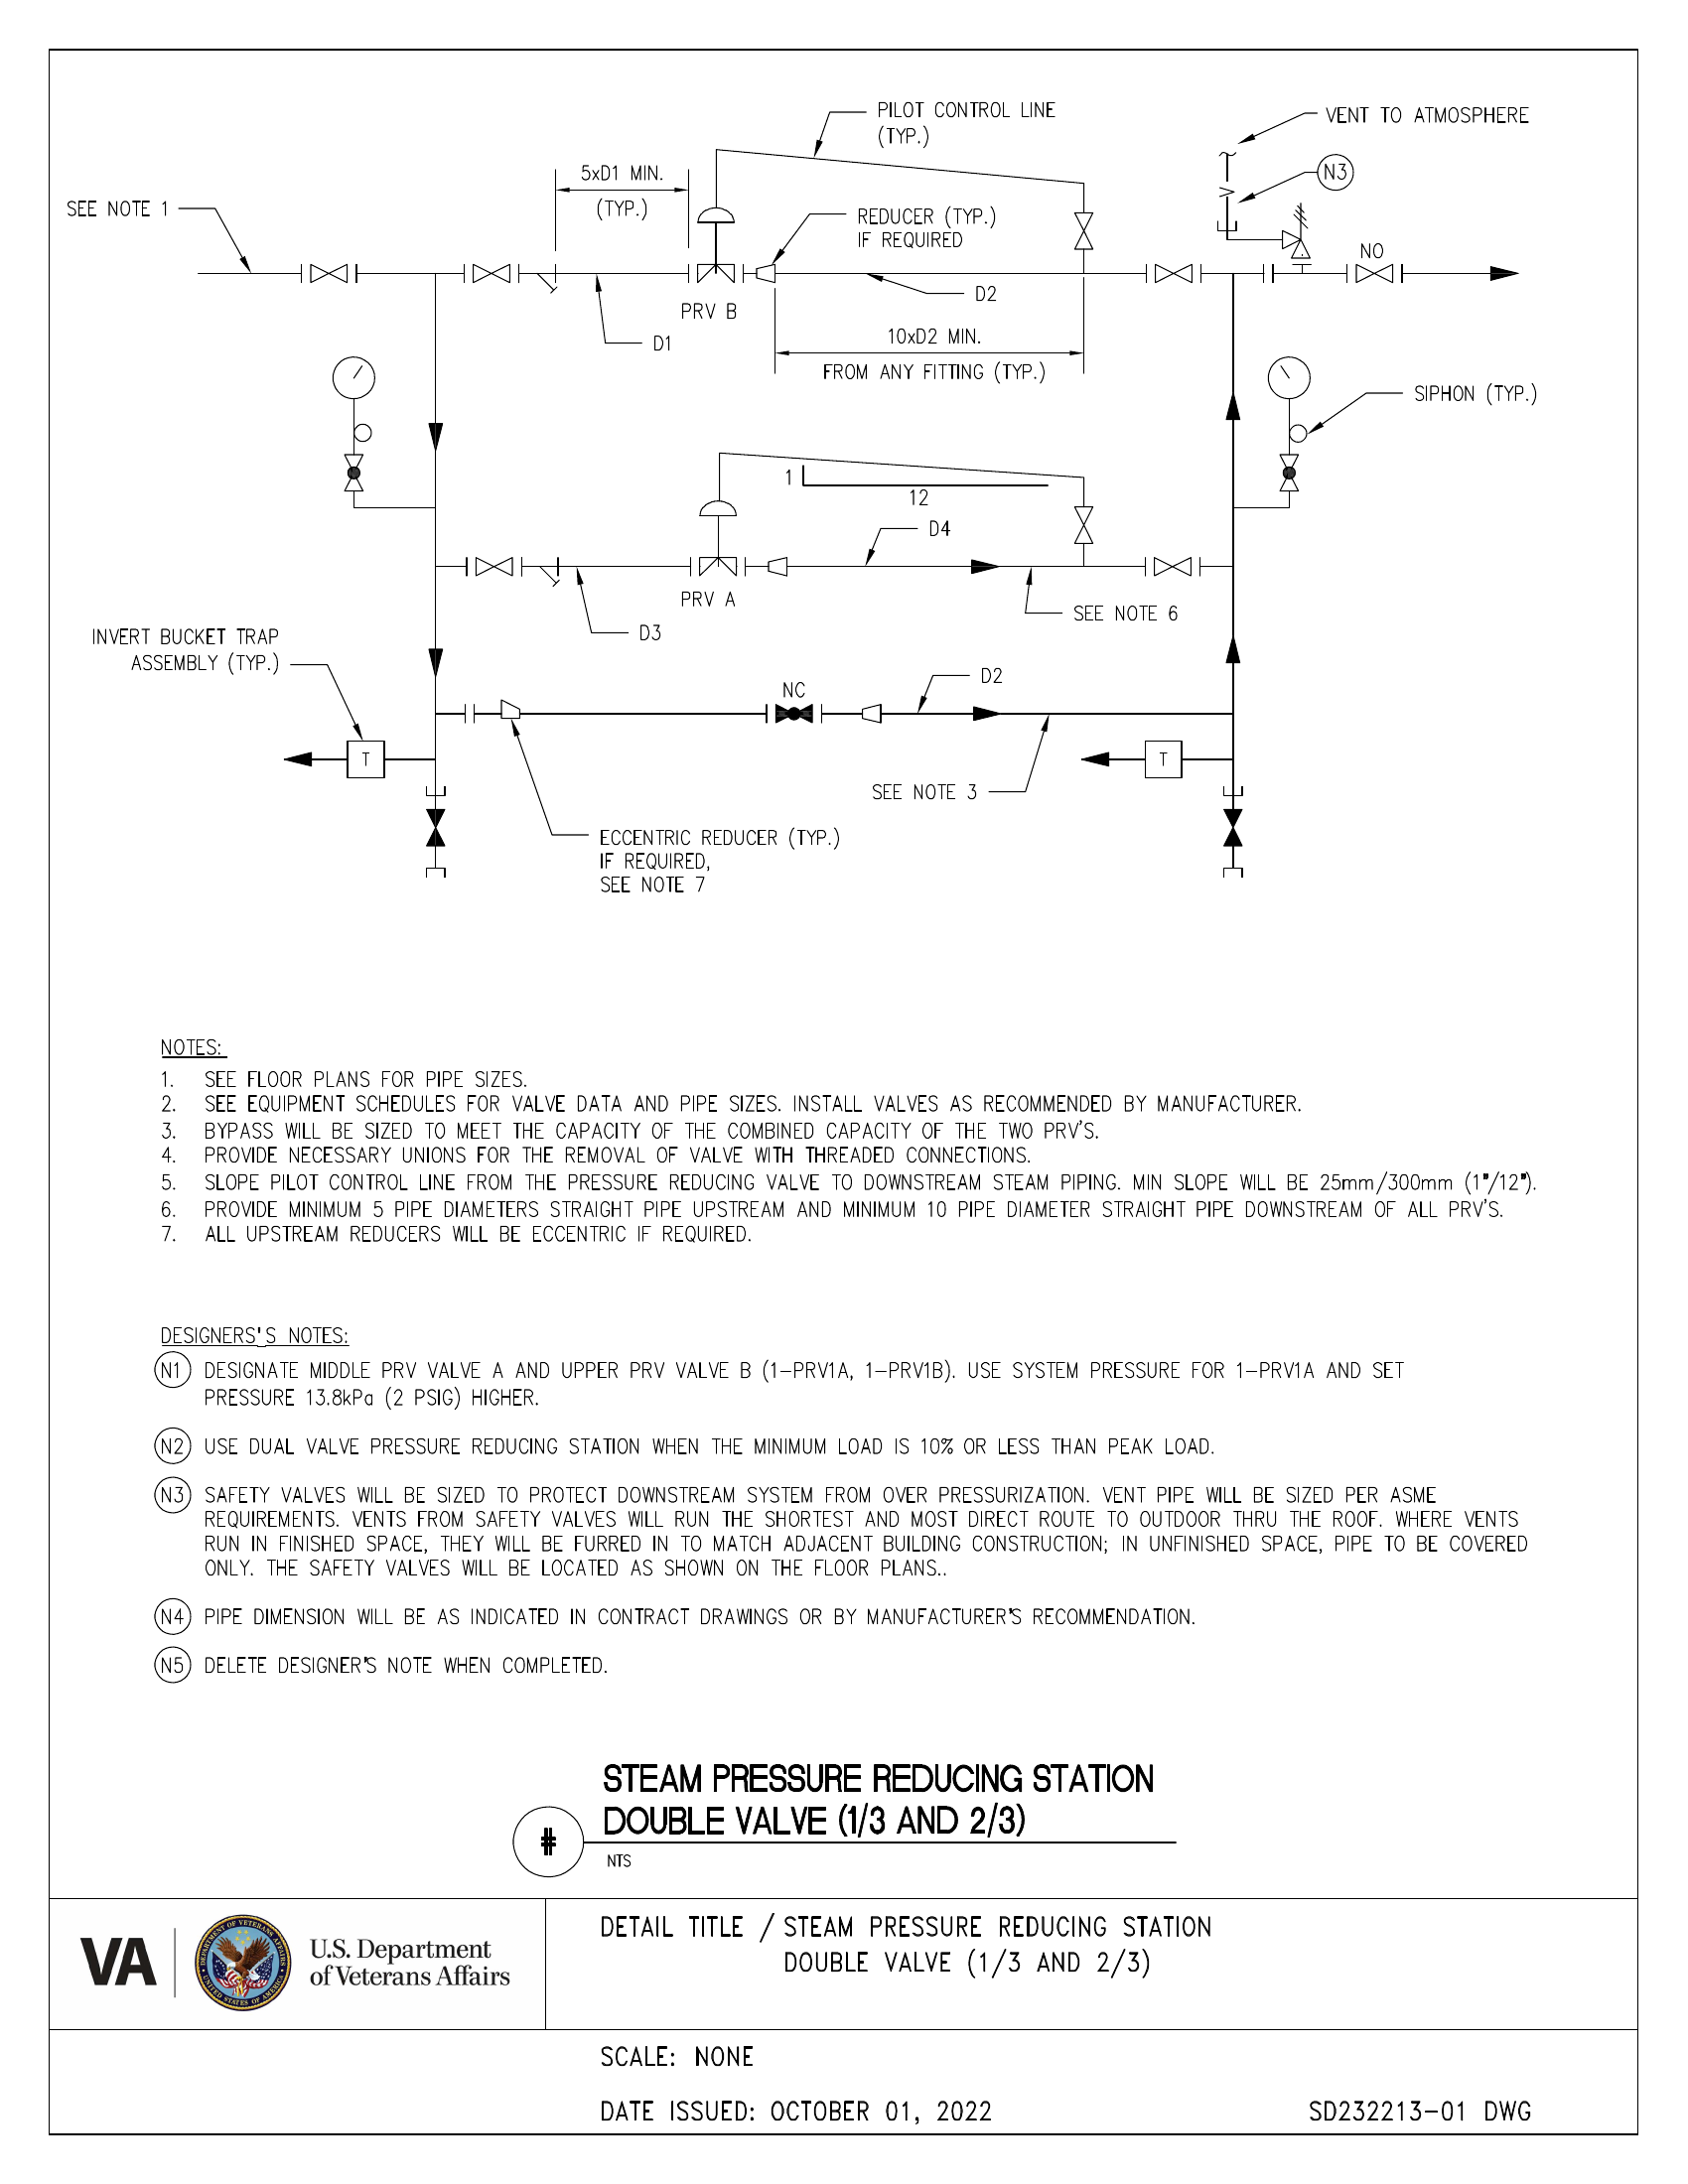 PILOT CONTROL LINE
(TYP.)
VENT TO ATMOSPHERE
5xD1 MIN.
(TYP.)
N3
SEE NOTE 1
REDUCER (TYP.)
IF REQUIRED
NO
D2
PRV B
D1
10xD2 MIN.
FROM ANY FITTING (TYP.)
SIPHON (TYP.)
1
12
D4
PRV A
SEE NOTE 6
D3
INVERT BUCKET TRAP
ASSEMBLY (TYP.)
D2
NC
T
T
SEE NOTE 3
ECCENTRIC REDUCER (TYP.)
IF REQUIRED,
SEE NOTE 7
NOTES:
1. SEE FLOOR PLANS FOR PIPE SIZES.
2. SEE EQUIPMENT SCHEDULES FOR VALVE DATA AND PIPE SIZES. INSTALL VALVES AS RECOMMENDED BY MANUFACTURER.
3. BYPASS WILL BE SIZED TO MEET THE CAPACITY OF THE COMBINED CAPACITY OF THE TWO PRV'S.
4. PROVIDE NECESSARY UNIONS FOR THE REMOVAL OF VALVE WITH THREADED CONNECTIONS.
5. SLOPE PILOT CONTROL LINE FROM THE PRESSURE REDUCING VALVE TO DOWNSTREAM STEAM PIPING. MIN SLOPE WILL BE 25mm/300mm (1"/12").
6. PROVIDE MINIMUM 5 PIPE DIAMETERS STRAIGHT PIPE UPSTREAM AND MINIMUM 10 PIPE DIAMETER STRAIGHT PIPE DOWNSTREAM OF ALL PRV'S.
7. ALL UPSTREAM REDUCERS WILL BE ECCENTRIC IF REQUIRED.
DESIGNERS'S NOTES:
N1 DESIGNATE MIDDLE PRV VALVE A AND UPPER PRV VALVE B (1-PRV1A, 1-PRV1B). USE SYSTEM PRESSURE FOR 1-PRV1A AND SET
PRESSURE 13.8kPa (2 PSIG) HIGHER.
N2 USE DUAL VALVE PRESSURE REDUCING STATION WHEN THE MINIMUM LOAD IS 10% OR LESS THAN PEAK LOAD.
N3 SAFETY VALVES WILL BE SIZED TO PROTECT DOWNSTREAM SYSTEM FROM OVER PRESSURIZATION. VENT PIPE WILL BE SIZED PER ASME
REQUIREMENTS. VENTS FROM SAFETY VALVES WILL RUN THE SHORTEST AND MOST DIRECT ROUTE TO OUTDOOR THRU THE ROOF. WHERE VENTS
RUN IN FINISHED SPACE, THEY WILL BE FURRED IN TO MATCH ADJACENT BUILDING CONSTRUCTION; IN UNFINISHED SPACE, PIPE TO BE COVERED
ONLY. THE SAFETY VALVES WILL BE LOCATED AS SHOWN ON THE FLOOR PLANS..
N4 PIPE DIMENSION WILL BE AS INDICATED IN CONTRACT DRAWINGS OR BY MANUFACTURER'S RECOMMENDATION.
N5 DELETE DESIGNER'S NOTE WHEN COMPLETED.
STEAM PRESSURE REDUCING STATION
DOUBLE VALVE (1/3 AND 2/3)
#
NTS
VA
DEPARTMENT OF VETERANS AFFAIRS
UNITED STATES OF AMERICA
U.S. Department
of Veterans Affairs
DETAIL TITLE / STEAM PRESSURE REDUCING STATION
DOUBLE VALVE (1/3 AND 2/3)
SCALE: NONE
DATE ISSUED: OCTOBER 01, 2022
SD232213-01 DWG